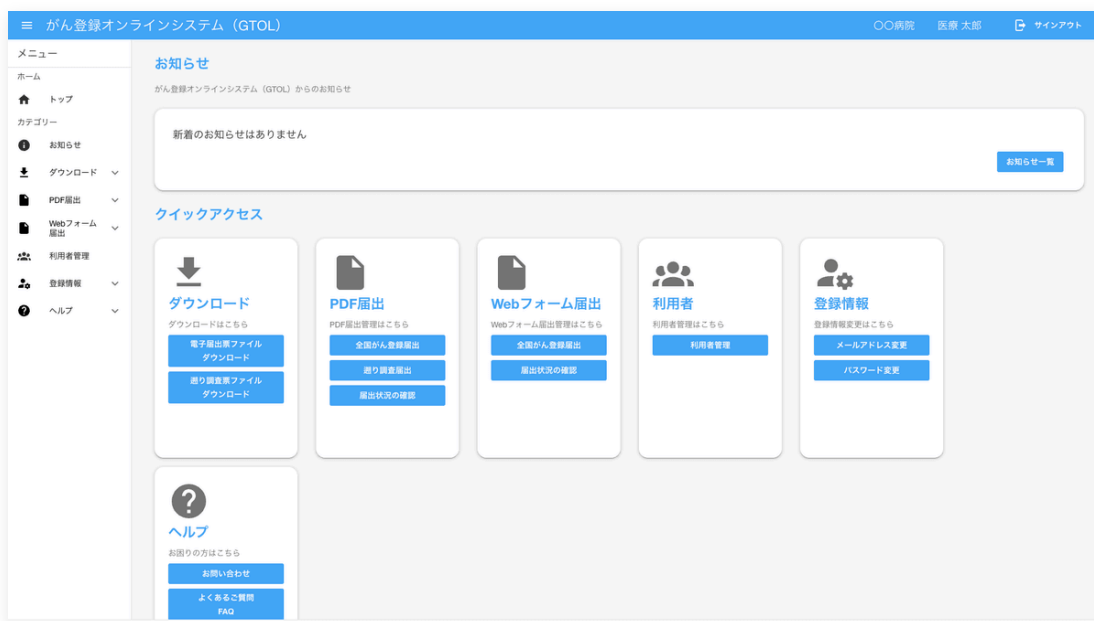 がん登録オンラインシステム（GTOL）
〇〇病院 医療 太郎 サインアウト
メニュー
ホーム
トップ
カテゴリー
お知らせ
ダウンロード
PDF届出
Webフォーム
届出
利用者管理
登録情報
ヘルプ
お知らせ
がん登録オンラインシステム（GTOL）からのお知らせ
新着のお知らせはありません
お知らせ一覧
クイックアクセス
ダウンロード
ダウンロードはこちら
電子届出票ファイル
ダウンロード
遡り調査票ファイル
ダウンロード
PDF届出
PDF届出管理はこちら
全国がん登録届出
遡り調査届出
届出状況の確認
Webフォーム届出
Webフォーム届出管理はこちら
全国がん登録届出
届出状況の確認
利用者
利用者管理はこちら
利用者管理
登録情報
登録情報変更はこちら
メールアドレス変更
パスワード変更
ヘルプ
お困りの方はこちら
お問い合わせ
よくあるご質問
FAQ